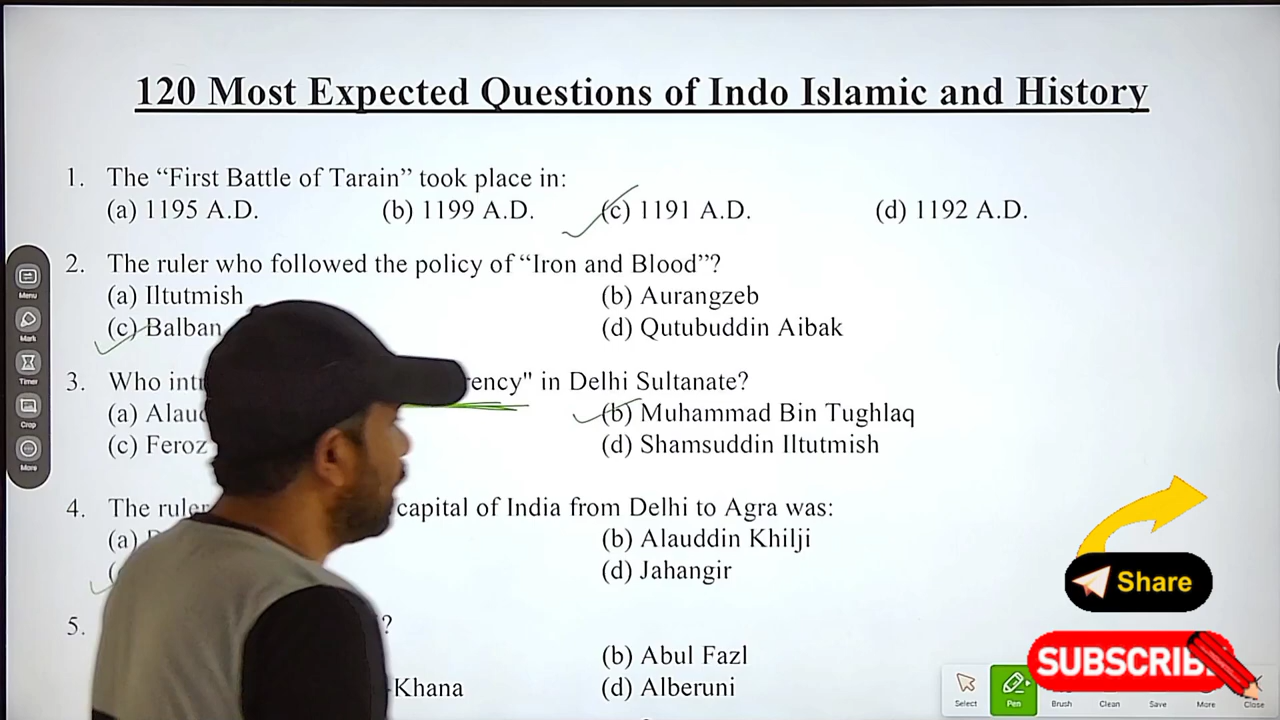 120 Most Expected Questions of Indo Islamic and History
1. The “First Battle of Tarain” took place in:
(a) 1195 A.D. (b) 1199 A.D. (c) 1191 A.D. (d) 1192 A.D.
2. The ruler who followed the policy of “Iron and Blood”?
(a) Iltutmish (b) Aurangzeb
(c) Balban (d) Qutubuddin Aibak
3. Who in Delhi Sultanate?
(a) (b) Muhammad Bin Tughlaq
(c) Feroz (d) Shamsuddin Iltutmish
4. The ruler capital of India from Delhi to Agra was:
(a) (b) Alauddin Khilji
(d) Jahangir
5. ?
(b) Abul Fazl
Khana (d) Alberuni
Menu
Mark
Timer
Crop
More
Share
SUBSCRIB
Select Pen Brush Clean Save More Close